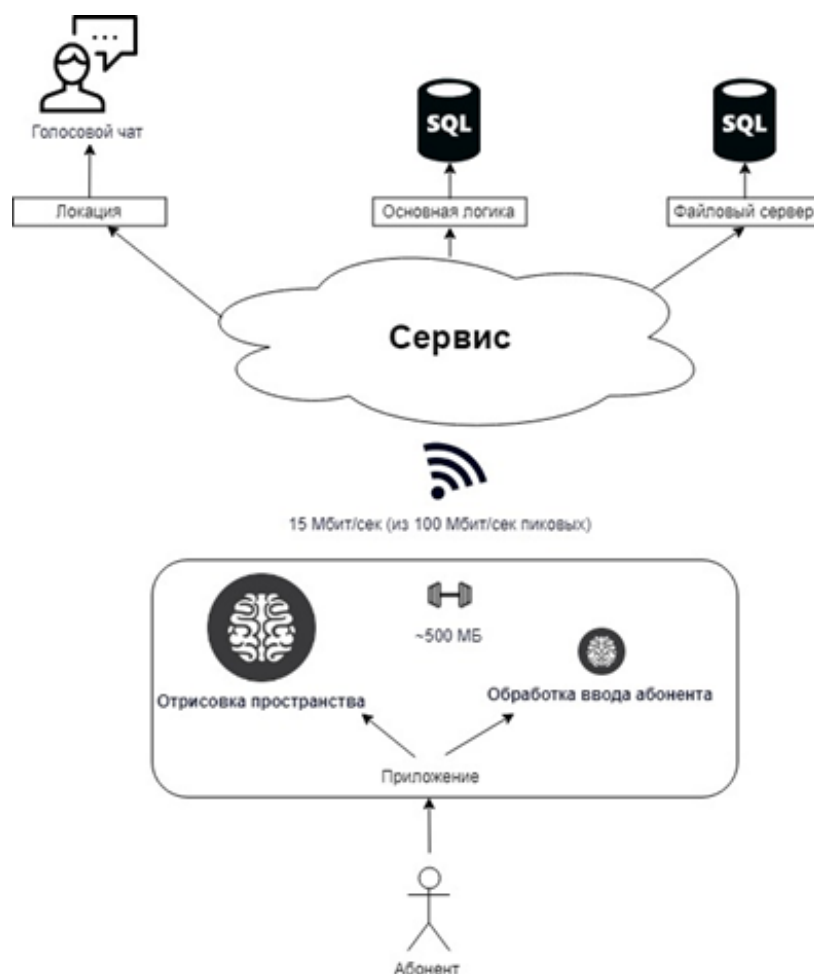 ...
Голосовой чат
SQL
SQL
Локация
Основная логика
Файловый сервер
Сервис
15 Мбит/сек (из 100 Мбит/сек пиковых)
~500 МБ
Отрисовка пространства
Обработка ввода абонента
Приложение
Абонент